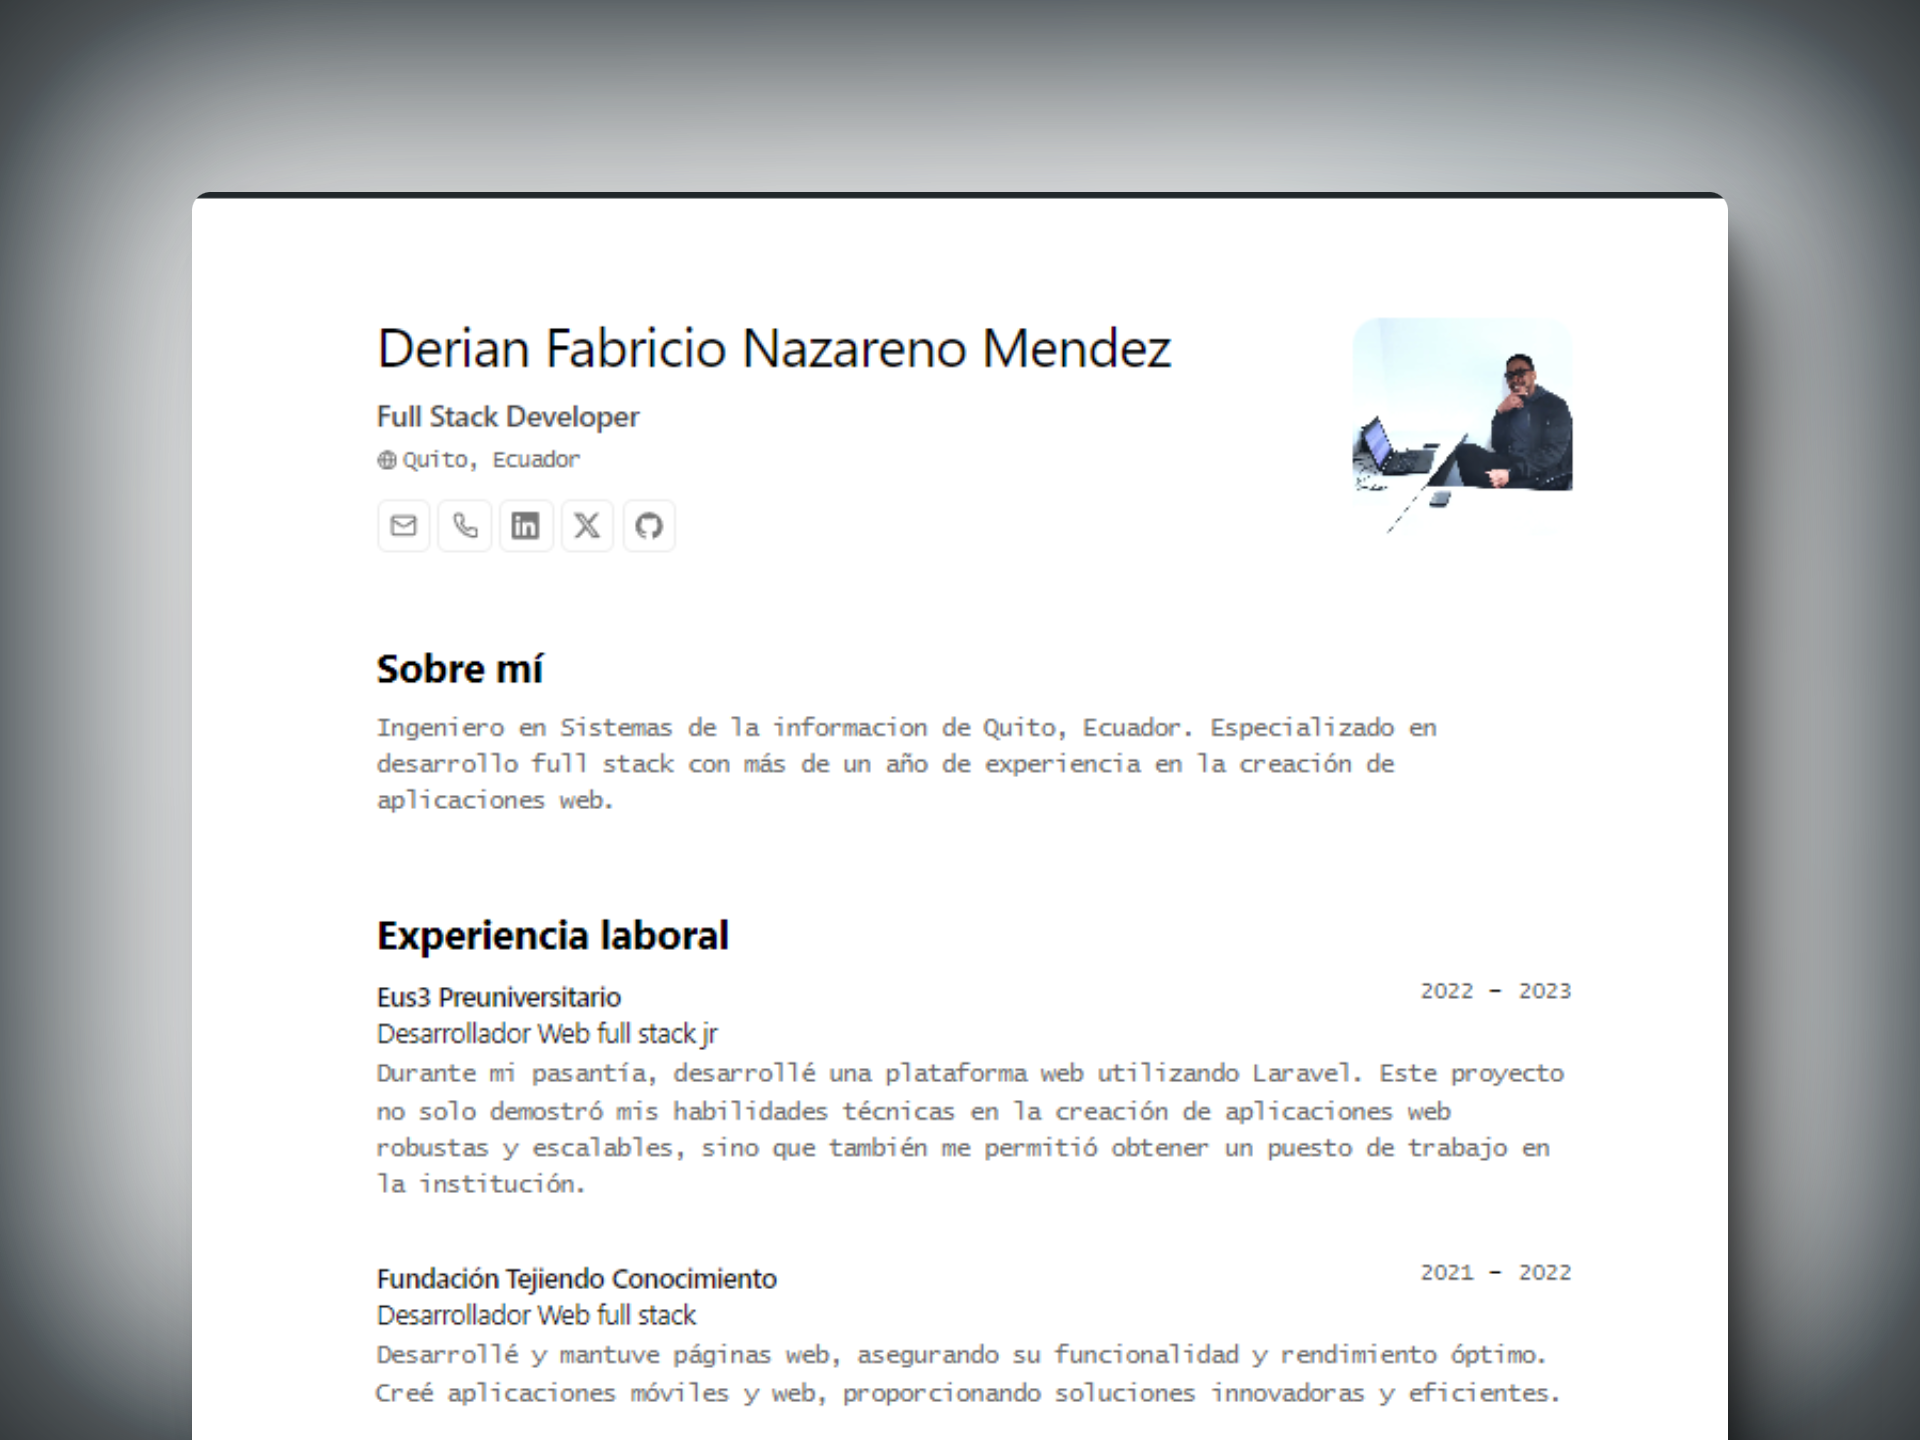 Derian Fabricio Nazareno Mendez
Full Stack Developer
Quito, Ecuador
in
X
Sobre mí
Ingeniero en Sistemas de la informacion de Quito, Ecuador. Especializado en
desarrollo full stack con más de un año de experiencia en la creación de
aplicaciones web.
Experiencia laboral
Eus3 Preuniversitario
2022 – 2023
Desarrollador Web full stack jr
Durante mi pasantía, desarrollé una plataforma web utilizando Laravel. Este proyecto
no solo demostró mis habilidades técnicas en la creación de aplicaciones web
robustas y escalables, sino que también me permitió obtener un puesto de trabajo en
la institución.
Fundación Tejiendo Conocimiento
2021 – 2022
Desarrollador Web full stack
Desarrollé y mantuve páginas web, asegurando su funcionalidad y rendimiento óptimo.
Creé aplicaciones móviles y web, proporcionando soluciones innovadoras y eficientes.